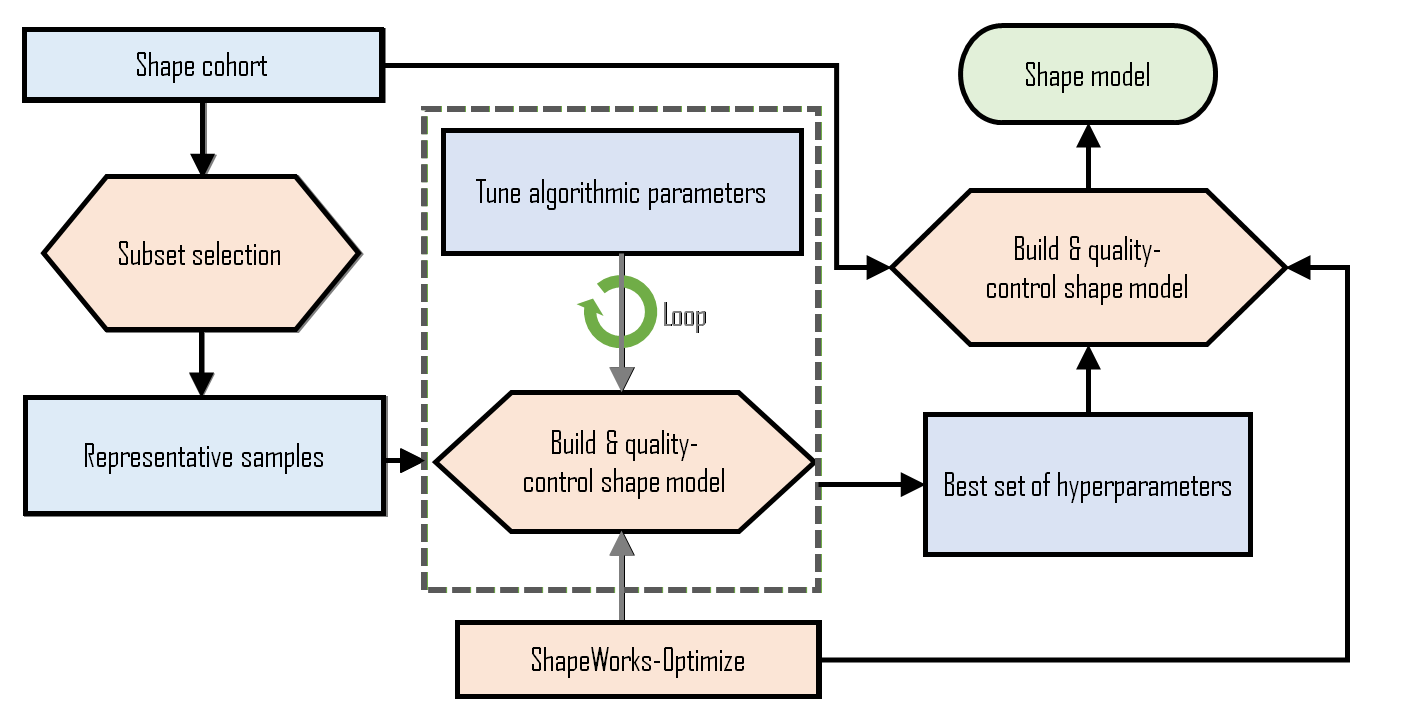 Shape cohort
Shape model
Tune algorithmic parameters
Subset selection
Build & quality-
control shape model
Loop
Representative samples
Build & quality-
control shape model
Best set of hyperparameters
ShapeWorks-Optimize